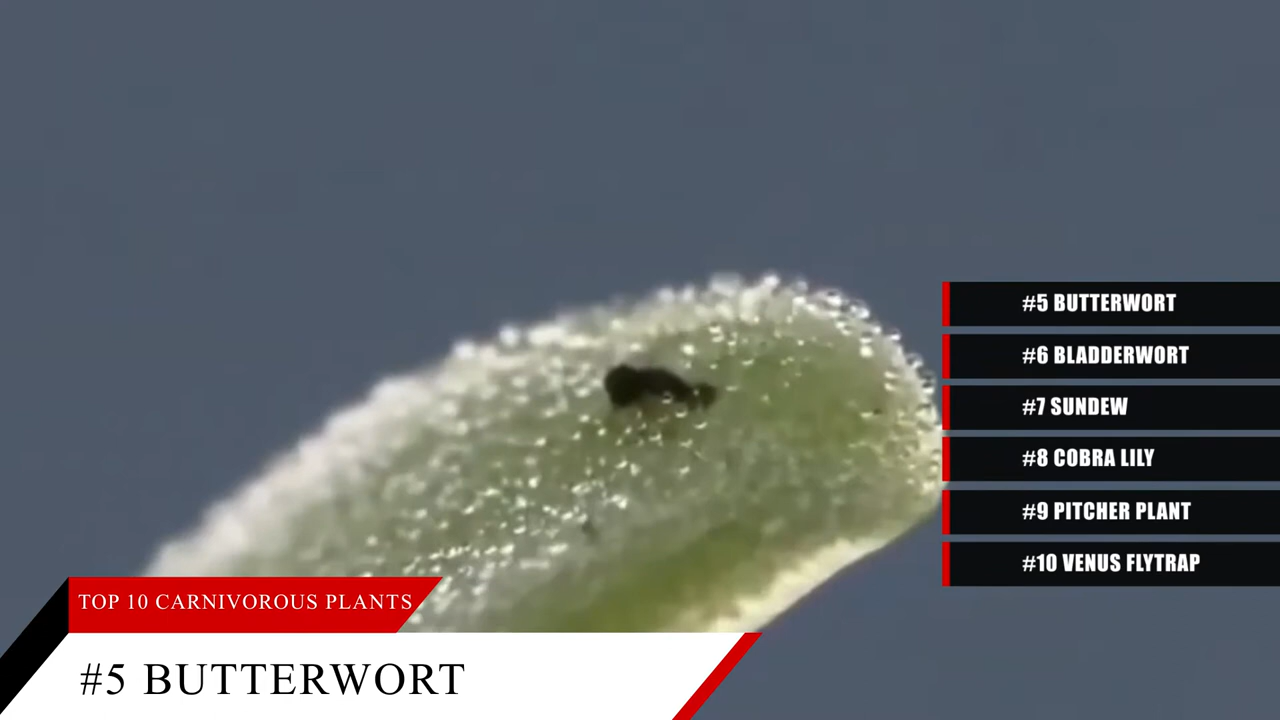 #5 BUTTERWORT
#6 BLADDERWORT
#7 SUNDEW
#8 COBRA LILY
#9 PITCHER PLANT
#10 VENUS FLYTRAP
TOP 10 CARNIVOROUS PLANTS
#5 BUTTERWORT